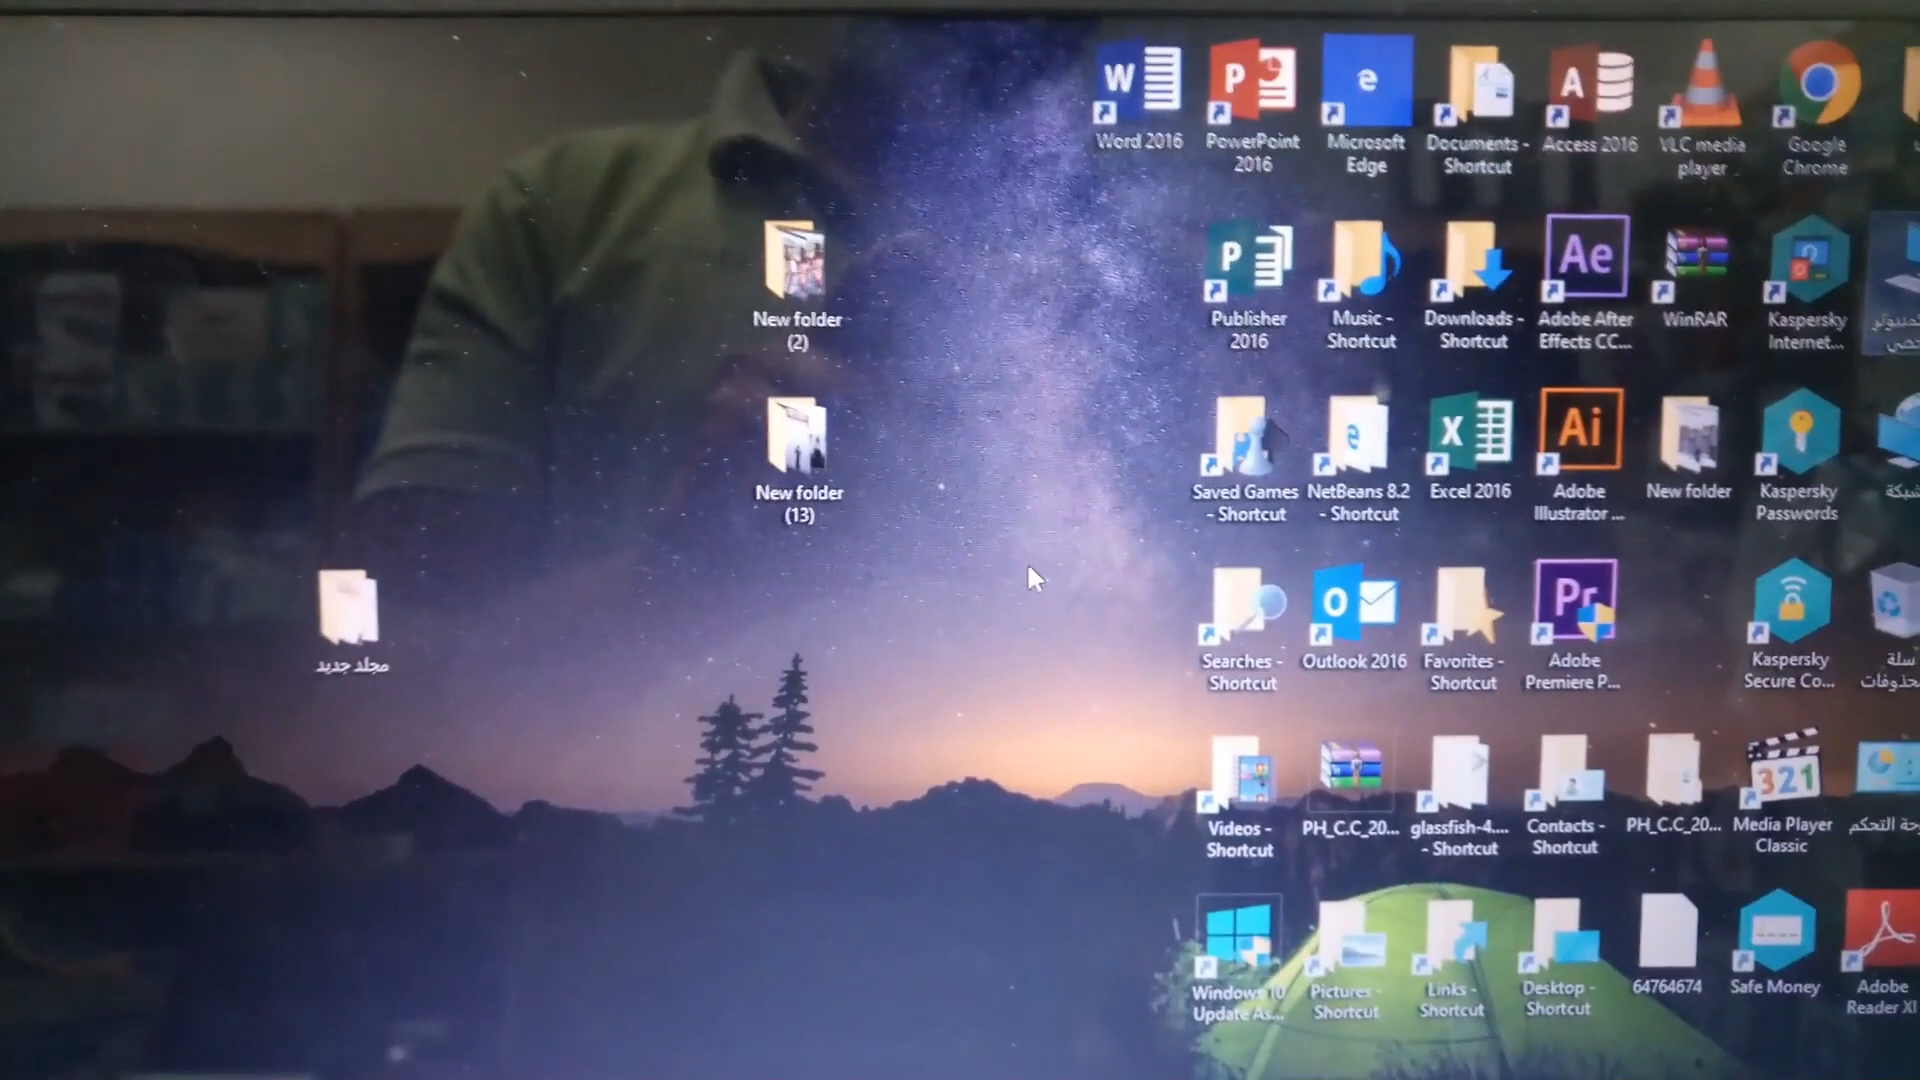 Word 2016
PowerPoint
2016
Microsoft
Edge
Documents -
Shortcut
Access 2016
VLC media
player
Google
Chrome
New folder
(2)
Publisher
2016
Music -
Shortcut
Downloads -
Shortcut
Adobe After
Effects CC...
WinRAR
Kaspersky
Internet...
New folder
(13)
Saved Games
- Shortcut
NetBeans 8.2
- Shortcut
Excel 2016
Adobe
Illustrator ...
New folder
Kaspersky
Passwords
مجلد جديد
Searches -
Shortcut
Outlook 2016
Favorites -
Shortcut
Adobe
Premiere P...
Kaspersky
Secure Co...
سلة
Videos -
Shortcut
PH_C.C_20...
glassfish-4....
- Shortcut
Contacts -
Shortcut
PH_C.C_20...
Media Player
Classic
التحكم
Windows 10
Update As...
Pictures -
Shortcut
Links -
Shortcut
Desktop -
Shortcut
64764674
Safe Money
Adobe
Reader XI